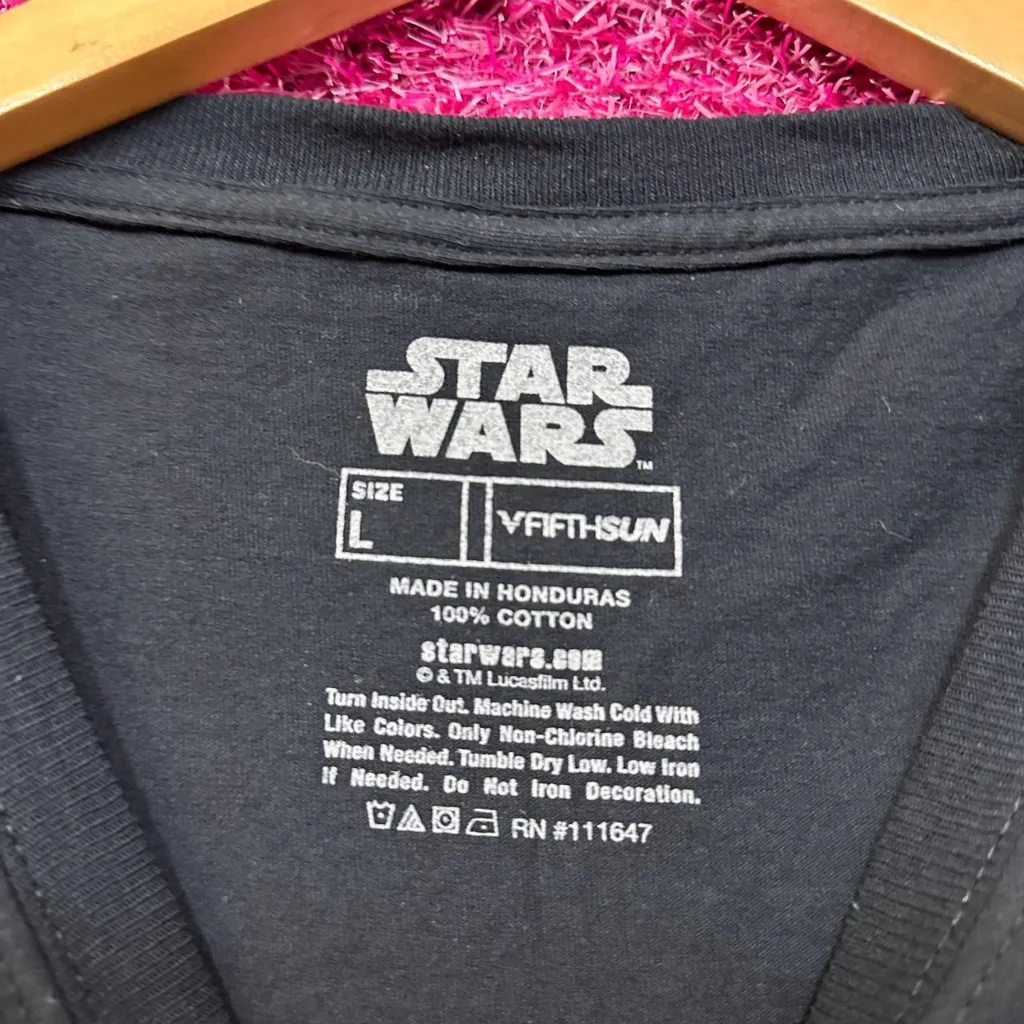 STAR
WARS™
SIZE
L
FIFTHSUN
MADE IN HONDURAS
100% COTTON
starwars.com
© & TM Lucasfilm Ltd.
Turn Inside Out. Machine Wash Cold With
Like Colors. Only Non-Chlorine Bleach
When Needed. Tumble Dry Low. Low Iron
If Needed. Do Not Iron Decoration.
RN #111647